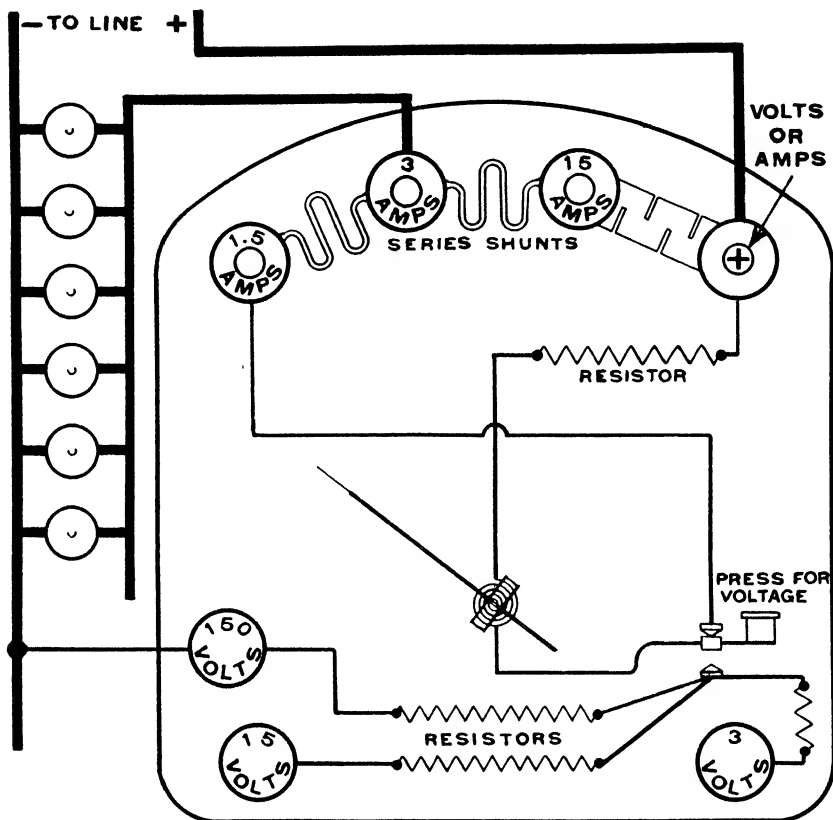 – TO LINE +
VOLTS
OR
AMPS
3
AMPS
15
AMPS
1.5
AMPS
SERIES SHUNTS
+
RESISTOR
PRESS FOR
VOLTAGE
150
VOLTS
RESISTORS
15
VOLTS
3
VOLTS